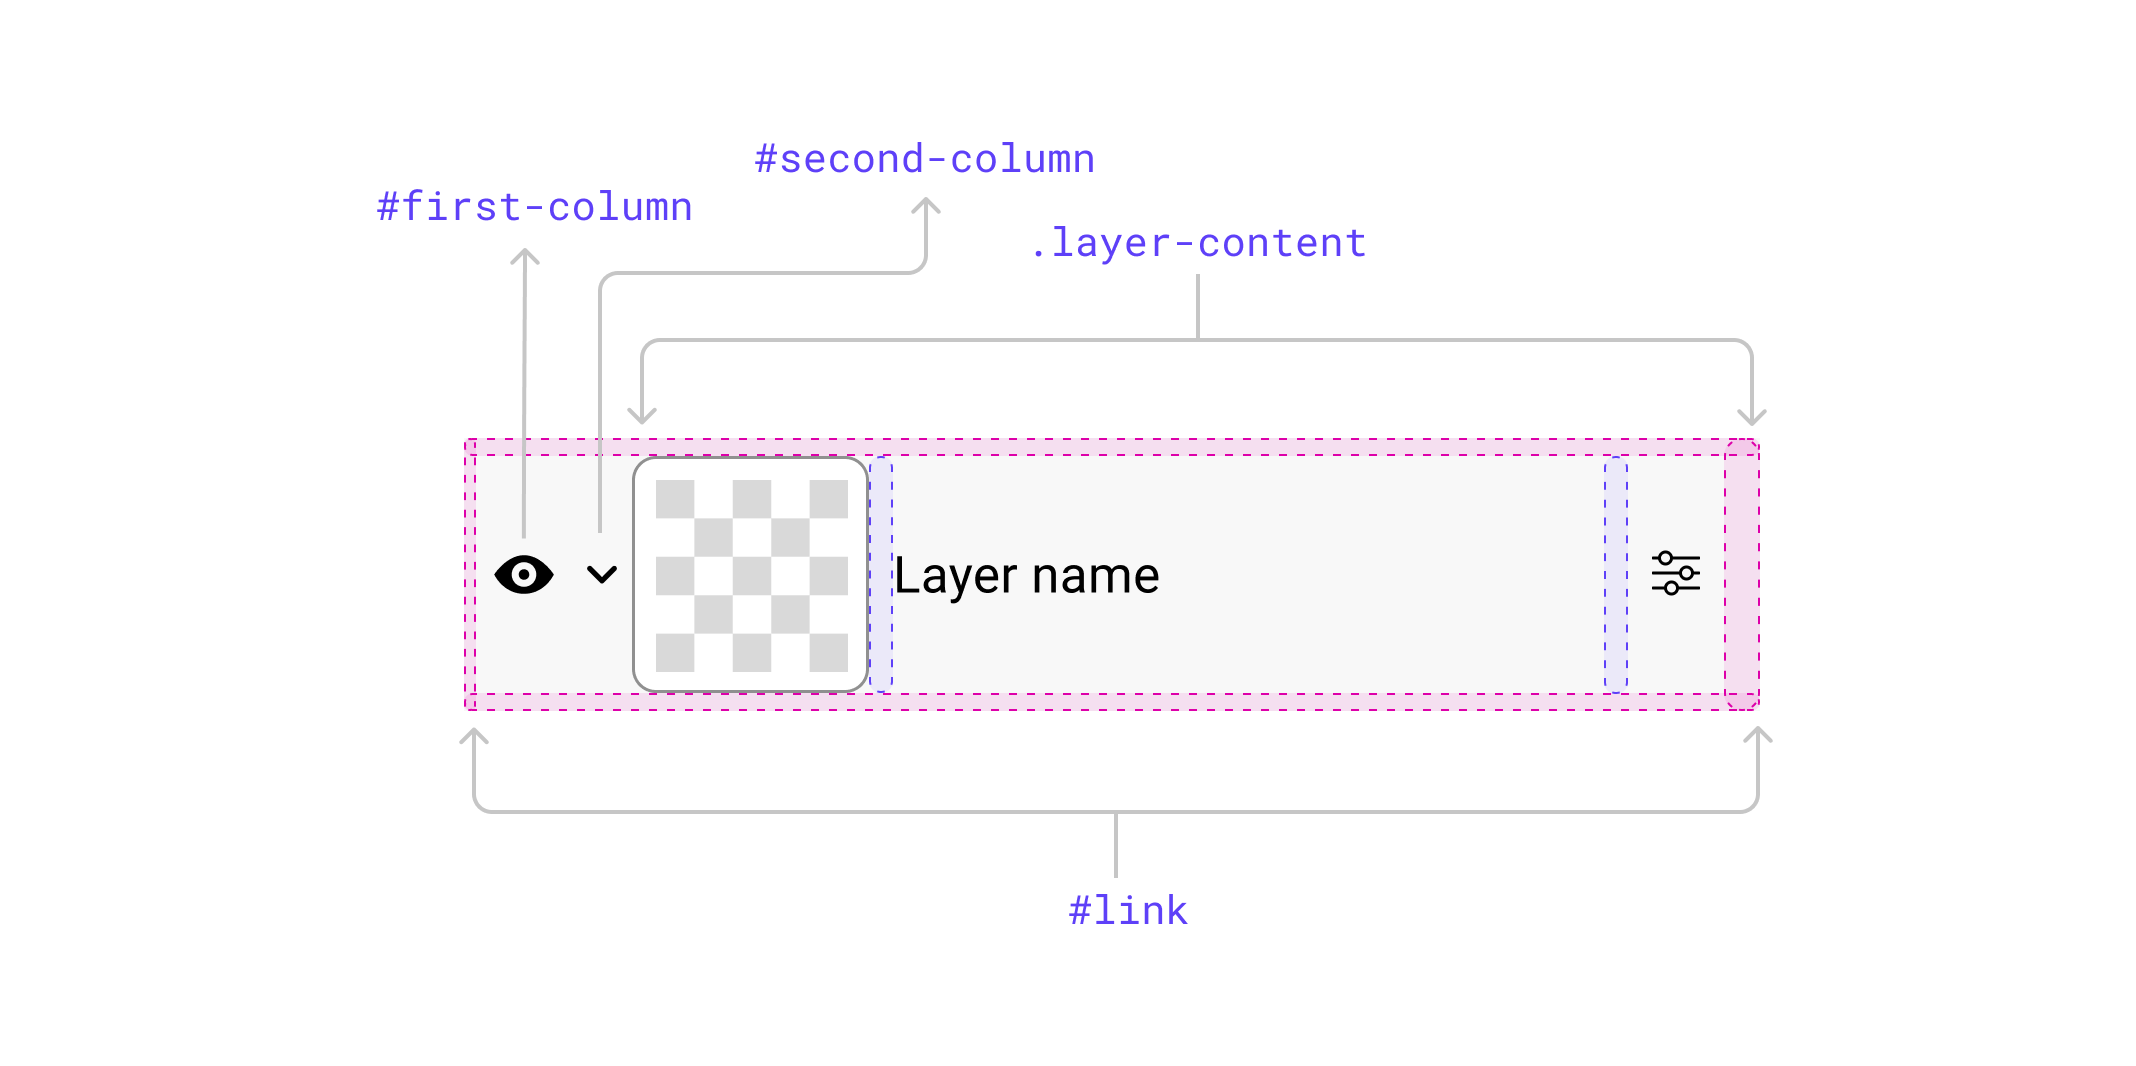 #second-column
#first-column
.layer-content
Layer name
#link